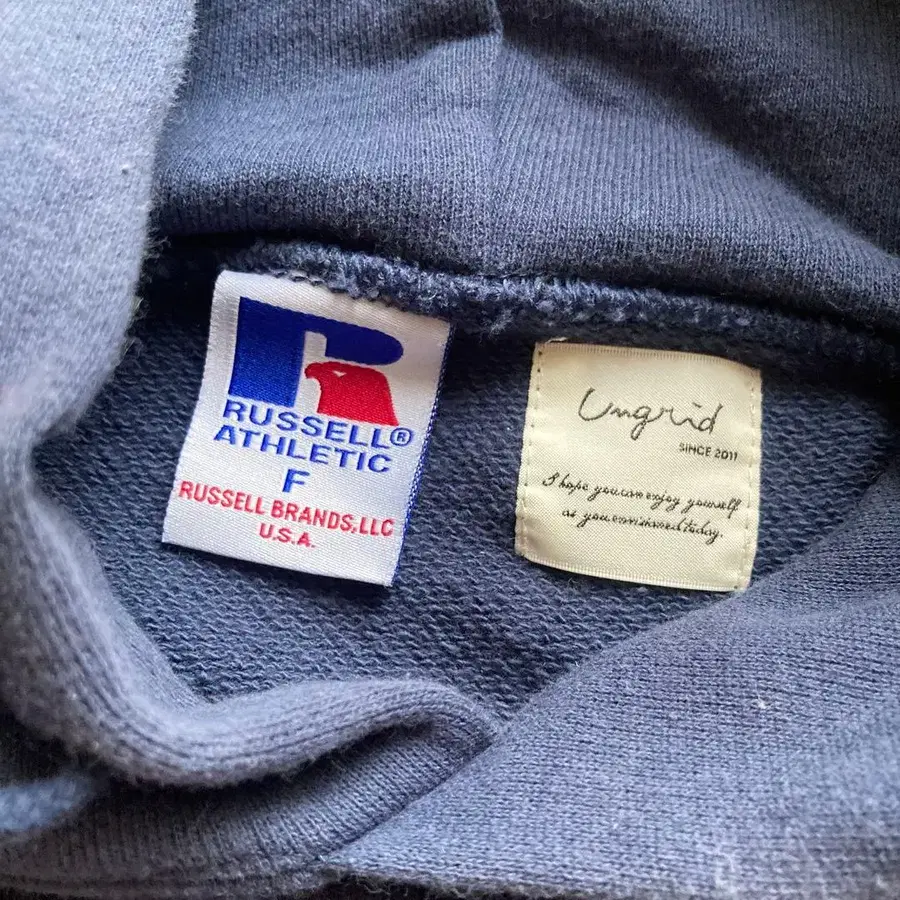 RUSSELL®
ATHLETIC
F
RUSSELL BRANDS, LLC
U.S.A.
Ungrid
SINCE 2011
I hope you can enjoy yourself
as you envisioned today.